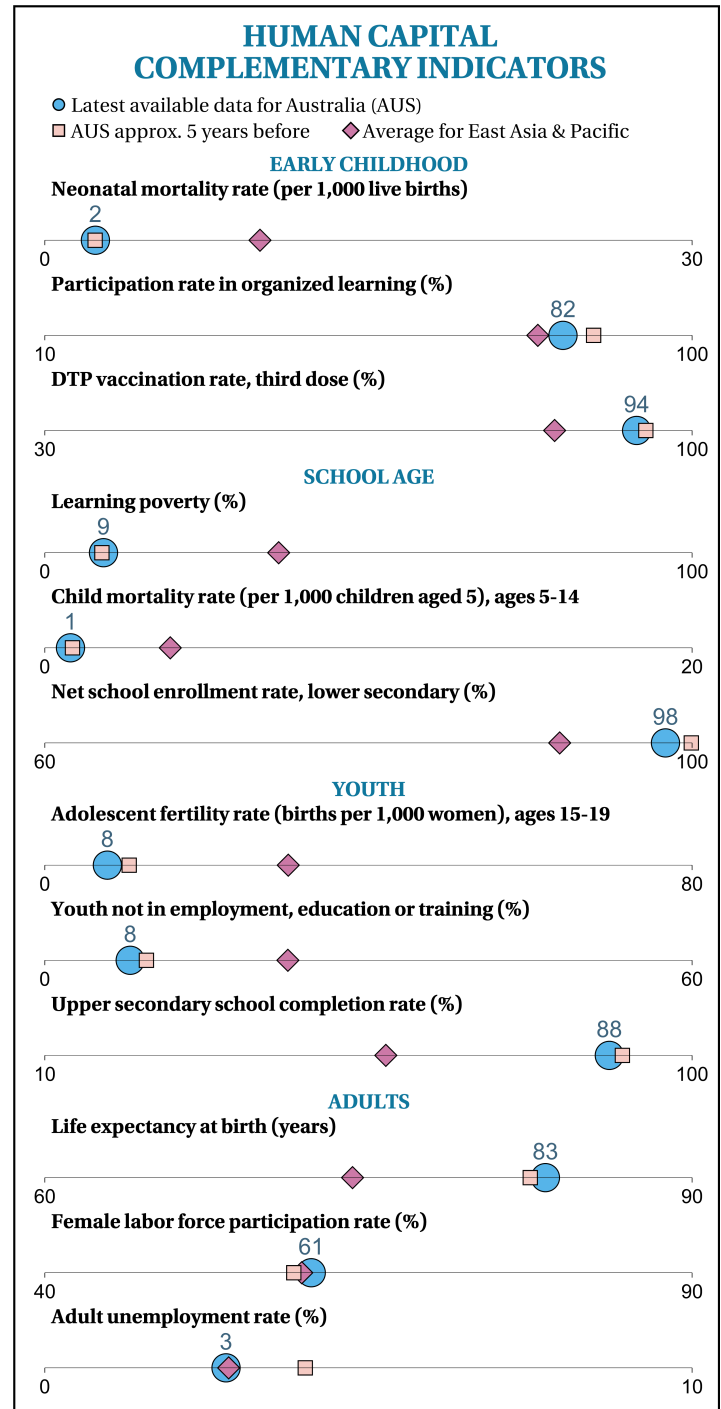 HUMAN CAPITAL
COMPLEMENTARY INDICATORS
Latest available data for Australia (AUS)
AUS approx. 5 years before Average for East Asia & Pacific
EARLY CHILDHOOD
Neonatal mortality rate (per 1,000 live births)
2
0 30
Participation rate in organized learning (%)
82
10 100
DTP vaccination rate, third dose (%)
94
30 100
SCHOOL AGE
Learning poverty (%)
9
0 100
Child mortality rate (per 1,000 children aged 5), ages 5-14
1
0 20
Net school enrollment rate, lower secondary (%)
98
60 100
YOUTH
Adolescent fertility rate (births per 1,000 women), ages 15-19
8
0 80
Youth not in employment, education or training (%)
8
0 60
Upper secondary school completion rate (%)
88
10 100
ADULTS
Life expectancy at birth (years)
83
60 90
Female labor force participation rate (%)
61
40 90
Adult unemployment rate (%)
3
0 10